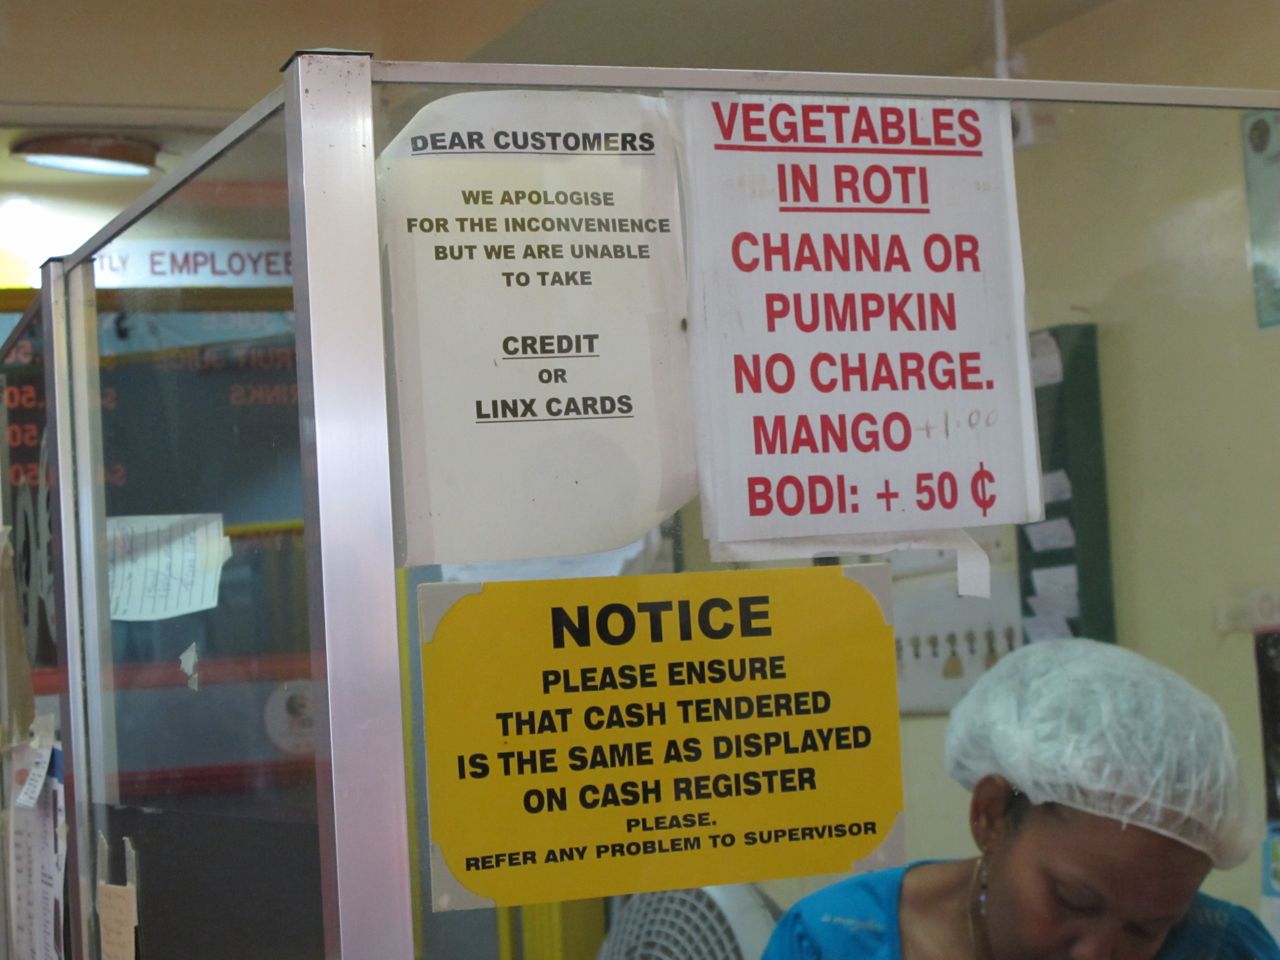 DEAR CUSTOMERS
WE APOLOGISE
FOR THE INCONVENIENCE
BUT WE ARE UNABLE
TO TAKE
CREDIT
OR
LINX CARDS
VEGETABLES
IN ROTI
CHANNA OR
PUMPKIN
NO CHARGE.
MANGO +1.00
BODI: + 50 ¢
NOTICE
PLEASE ENSURE
THAT CASH TENDERED
IS THE SAME AS DISPLAYED
ON CASH REGISTER
PLEASE.
REFER ANY PROBLEM TO SUPERVISOR
TLY EMPLOYEE